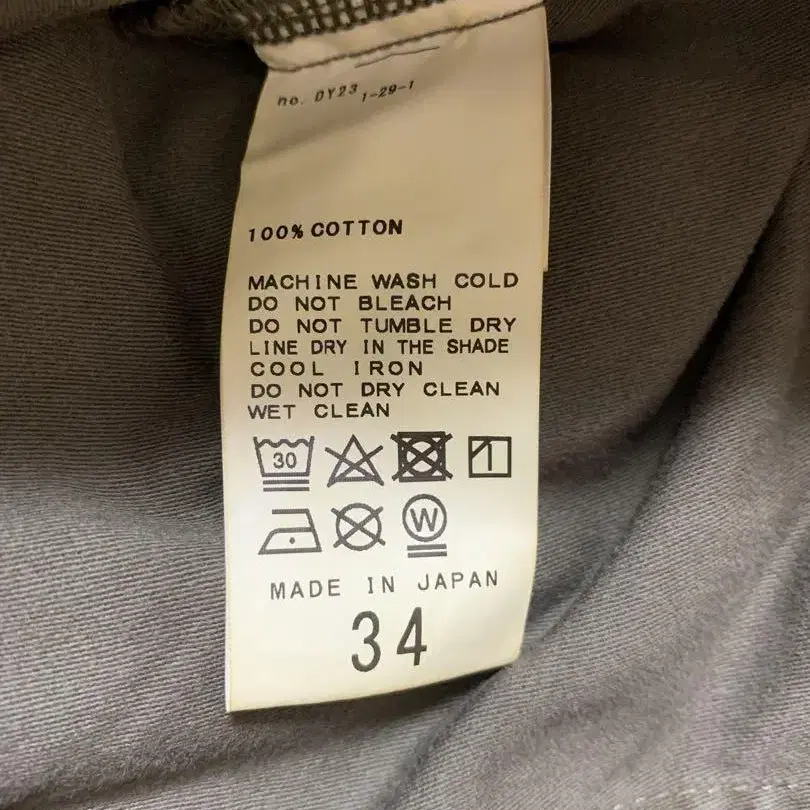 no. DY23 1-29-1
100% COTTON
MACHINE WASH COLD
DO NOT BLEACH
DO NOT TUMBLE DRY
LINE DRY IN THE SHADE
COOL IRON
DO NOT DRY CLEAN
WET CLEAN
30
W
MADE IN JAPAN
34